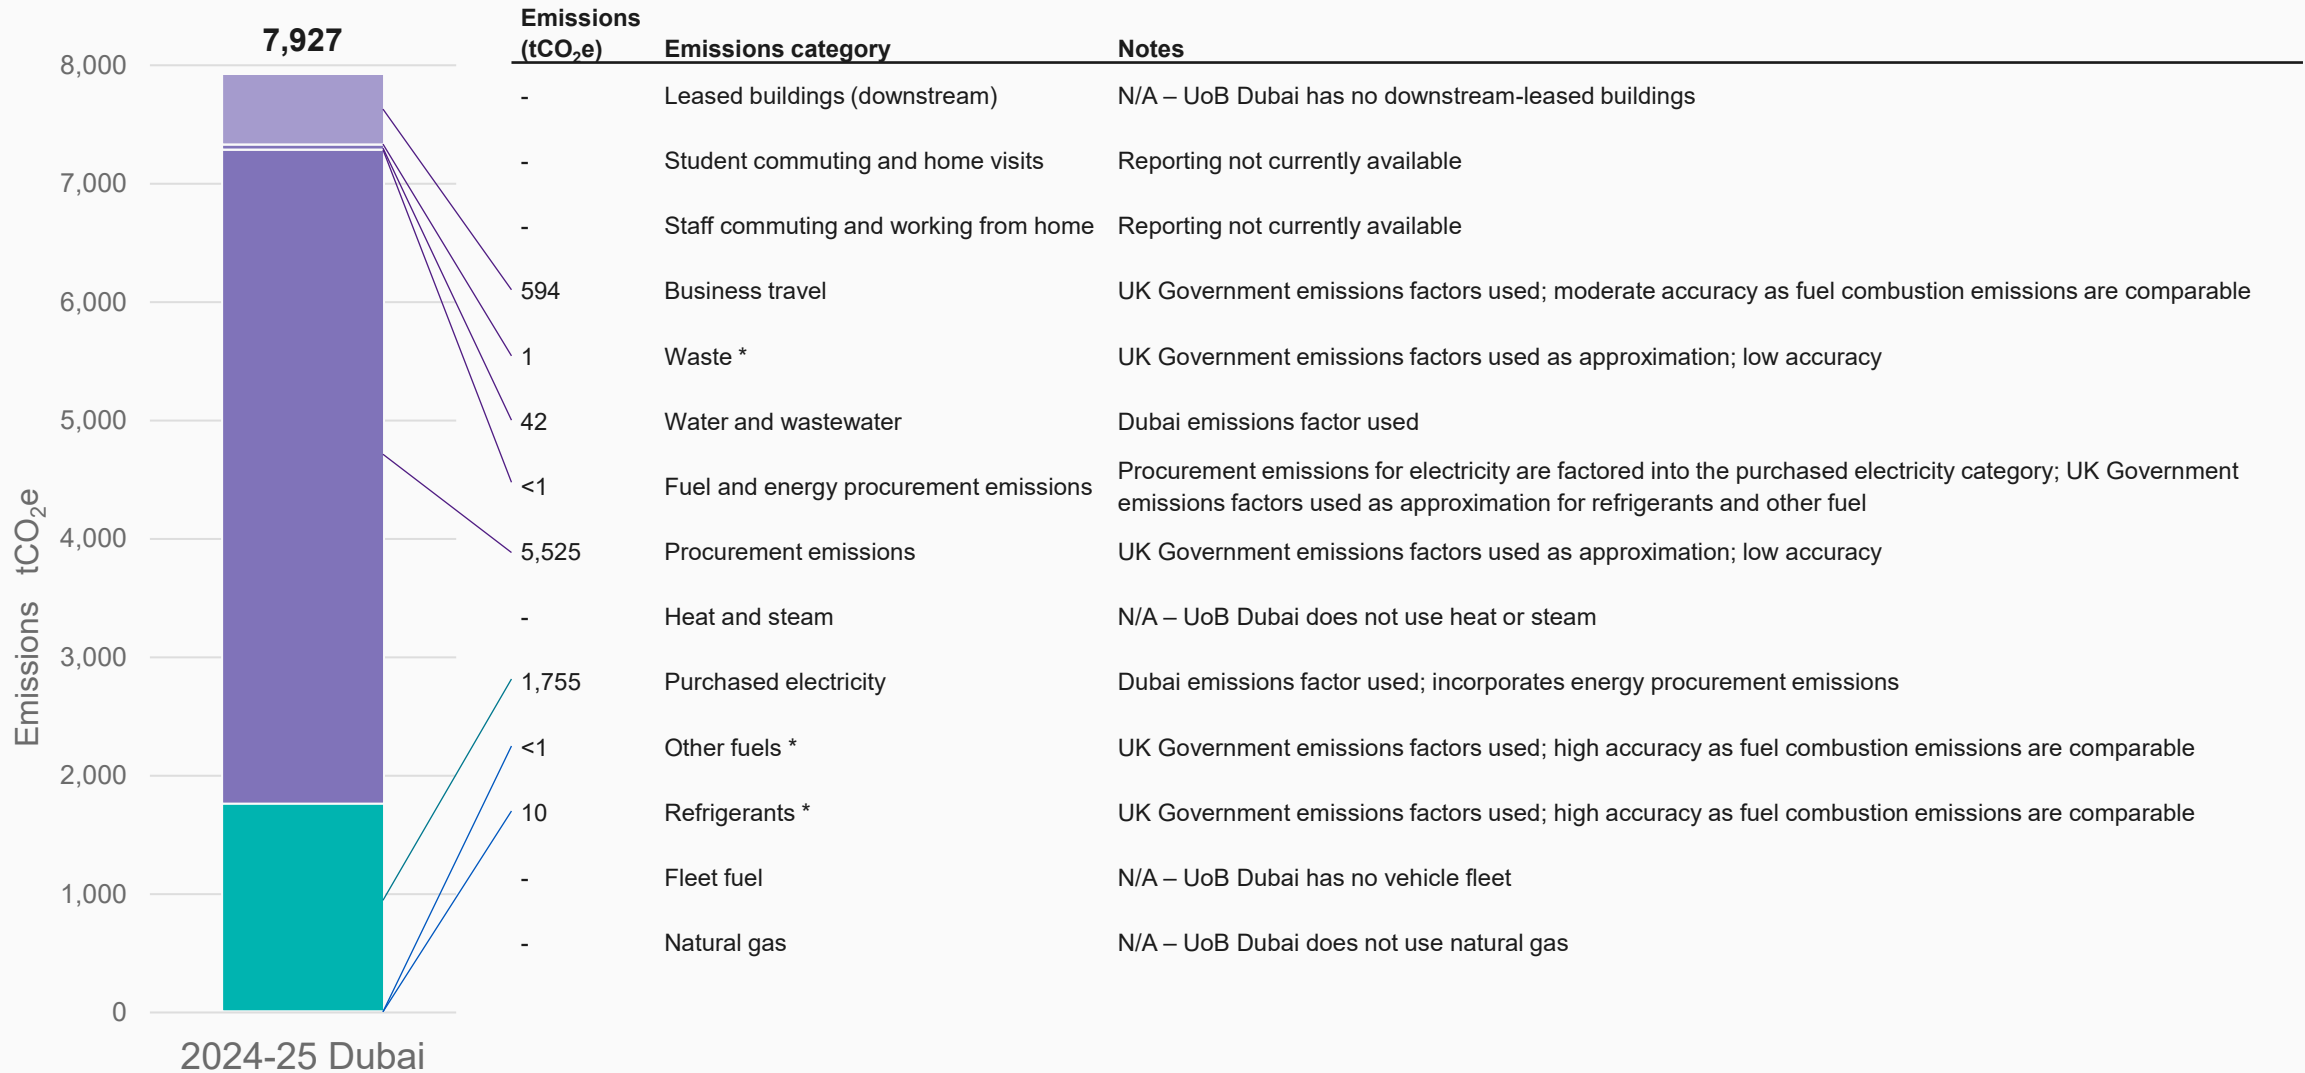 7,927
8,000
7,000
6,000
5,000
4,000
3,000
2,000
1,000
0
Emissions tCO₂e
2024-25 Dubai
Emissions (tCO₂e) Emissions category Notes
- Leased buildings (downstream) N/A – UoB Dubai has no downstream-leased buildings
- Student commuting and home visits Reporting not currently available
- Staff commuting and working from home Reporting not currently available
594 Business travel UK Government emissions factors used; moderate accuracy as fuel combustion emissions are comparable
1 Waste * UK Government emissions factors used as approximation; low accuracy
42 Water and wastewater Dubai emissions factor used
<1 Fuel and energy procurement emissions Procurement emissions for electricity are factored into the purchased electricity category; UK Government
emissions factors used as approximation for refrigerants and other fuel
5,525 Procurement emissions UK Government emissions factors used as approximation; low accuracy
- Heat and steam N/A – UoB Dubai does not use heat or steam
1,755 Purchased electricity Dubai emissions factor used; incorporates energy procurement emissions
<1 Other fuels * UK Government emissions factors used; high accuracy as fuel combustion emissions are comparable
10 Refrigerants * UK Government emissions factors used; high accuracy as fuel combustion emissions are comparable
- Fleet fuel N/A – UoB Dubai has no vehicle fleet
- Natural gas N/A – UoB Dubai does not use natural gas